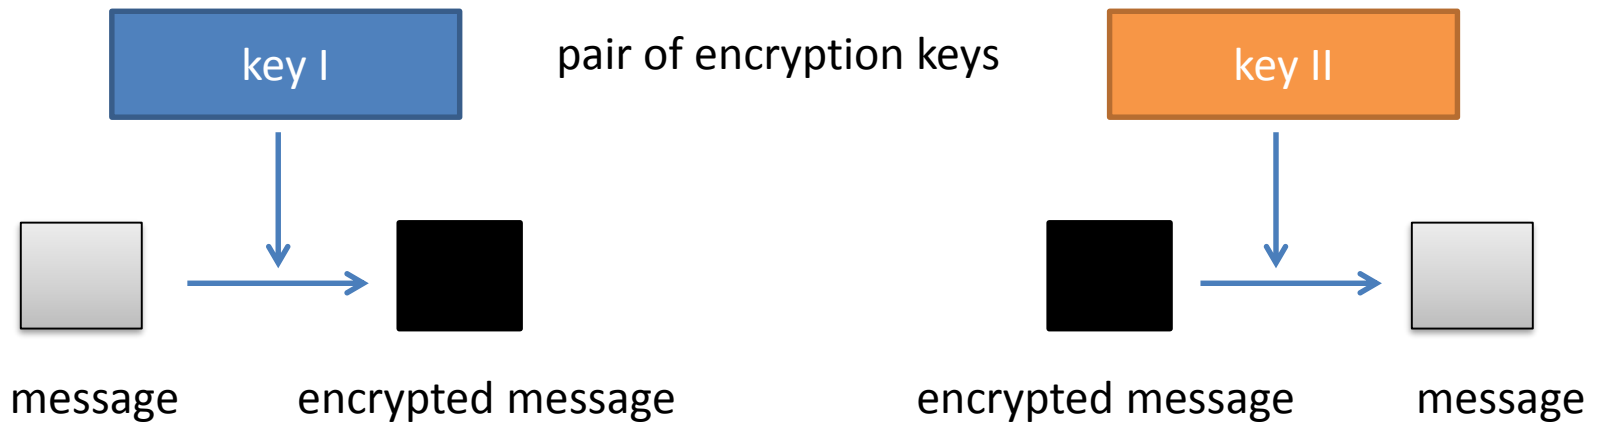 key I
pair of encryption keys
key II
message
encrypted message
encrypted message
message